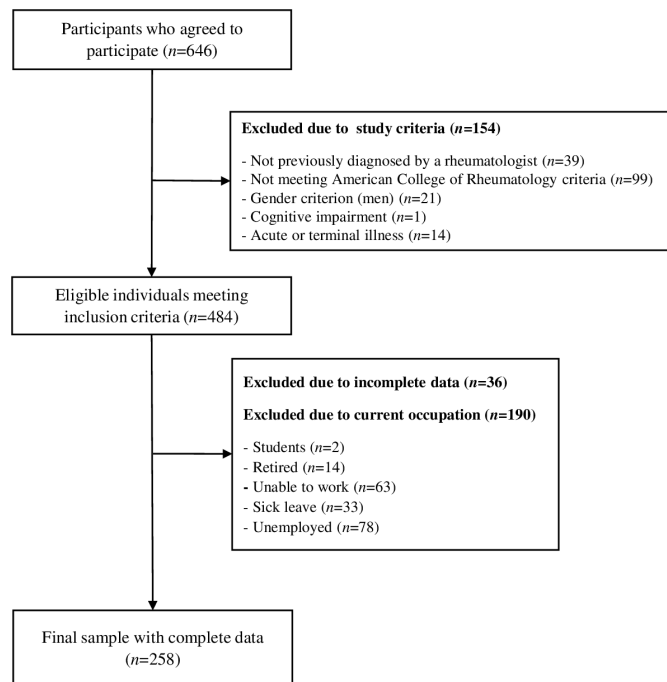 Participants who agreed to
participate (n=646)
Excluded due to study criteria (n=154)
- Not previously diagnosed by a rheumatologist (n=39)
- Not meeting American College of Rheumatology criteria (n=99)
- Gender criterion (men) (n=21)
- Cognitive impairment (n=1)
- Acute or terminal illness (n=14)
Eligible individuals meeting
inclusion criteria (n=484)
Excluded due to incomplete data (n=36)
Excluded due to current occupation (n=190)
- Students (n=2)
- Retired (n=14)
- Unable to work (n=63)
- Sick leave (n=33)
- Unemployed (n=78)
Final sample with complete data
(n=258)